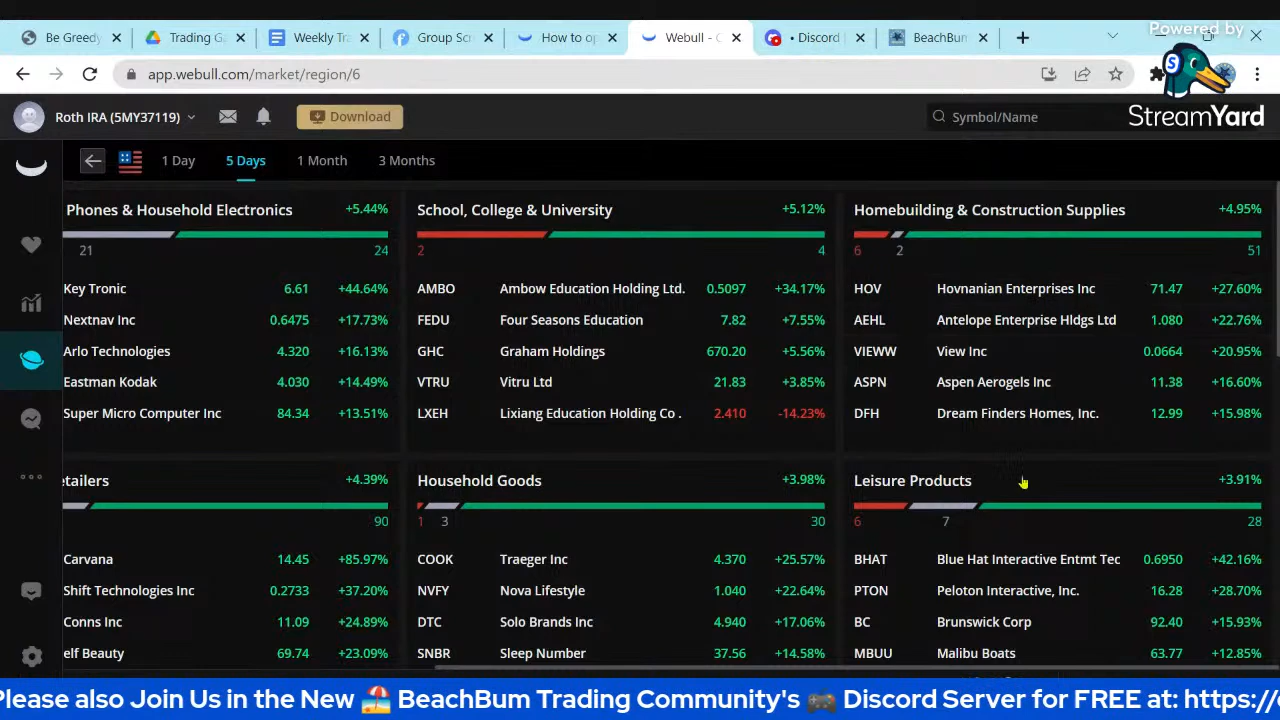 Powered by
StreamYard
Be Greedy
Trading G
Weekly Tr
Group Sc
How to o
Webull - 
• Discord
BeachBum
app.webull.com/market/region/6
Roth IRA (5MY37119)
Download
Symbol/Name
1 Day
5 Days
1 Month
3 Months
Phones & Household Electronics +5.44%
21 24
Key Tronic 6.61 +44.64%
Nextnav Inc 0.6475 +17.73%
Arlo Technologies 4.320 +16.13%
Eastman Kodak 4.030 +14.49%
Super Micro Computer Inc 84.34 +13.51%
School, College & University +5.12%
2 4
AMBO Ambow Education Holding Ltd. 0.5097 +34.17%
FEDU Four Seasons Education 7.82 +7.55%
GHC Graham Holdings 670.20 +5.56%
VTRU Vitru Ltd 21.83 +3.85%
LXEH Lixiang Education Holding Co . 2.410 -14.23%
Homebuilding & Construction Supplies +4.95%
6 2 51
HOV Hovnanian Enterprises Inc 71.47 +27.60%
AEHL Antelope Enterprise Hldgs Ltd 1.080 +22.76%
VIEWW View Inc 0.0664 +20.95%
ASPN Aspen Aerogels Inc 11.38 +16.60%
DFH Dream Finders Homes, Inc. 12.99 +15.98%
etailers +4.39%
90
Carvana 14.45 +85.97%
Shift Technologies Inc 0.2733 +37.20%
Conns Inc 11.09 +24.89%
elf Beauty 69.74 +23.09%
Household Goods +3.98%
1 3 30
COOK Traeger Inc 4.370 +25.57%
NVFY Nova Lifestyle 1.040 +22.64%
DTC Solo Brands Inc 4.940 +17.06%
SNBR Sleep Number 37.56 +14.58%
Leisure Products +3.91%
6 7 28
BHAT Blue Hat Interactive Entmt Tec 0.6950 +42.16%
PTON Peloton Interactive, Inc. 16.28 +28.70%
BC Brunswick Corp 92.40 +15.93%
MBUU Malibu Boats 63.77 +12.85%
Please also Join Us in the New 🏖️ BeachBum Trading Community's 🎮 Discord Server for FREE at: https://